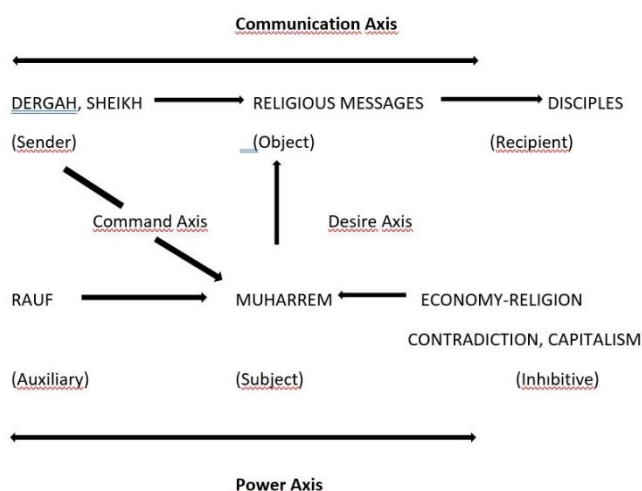 Communication Axis
DERGAH, SHEIKH RELIGIOUS MESSAGES DISCIPLES
(Sender) (Object) (Recipient)
Command Axis Desire Axis
RAUF MUHARREM ECONOMY-RELIGION
CONTRADICTION, CAPITALISM
(Auxiliary) (Subject) (Inhıbitive)
Power Axis